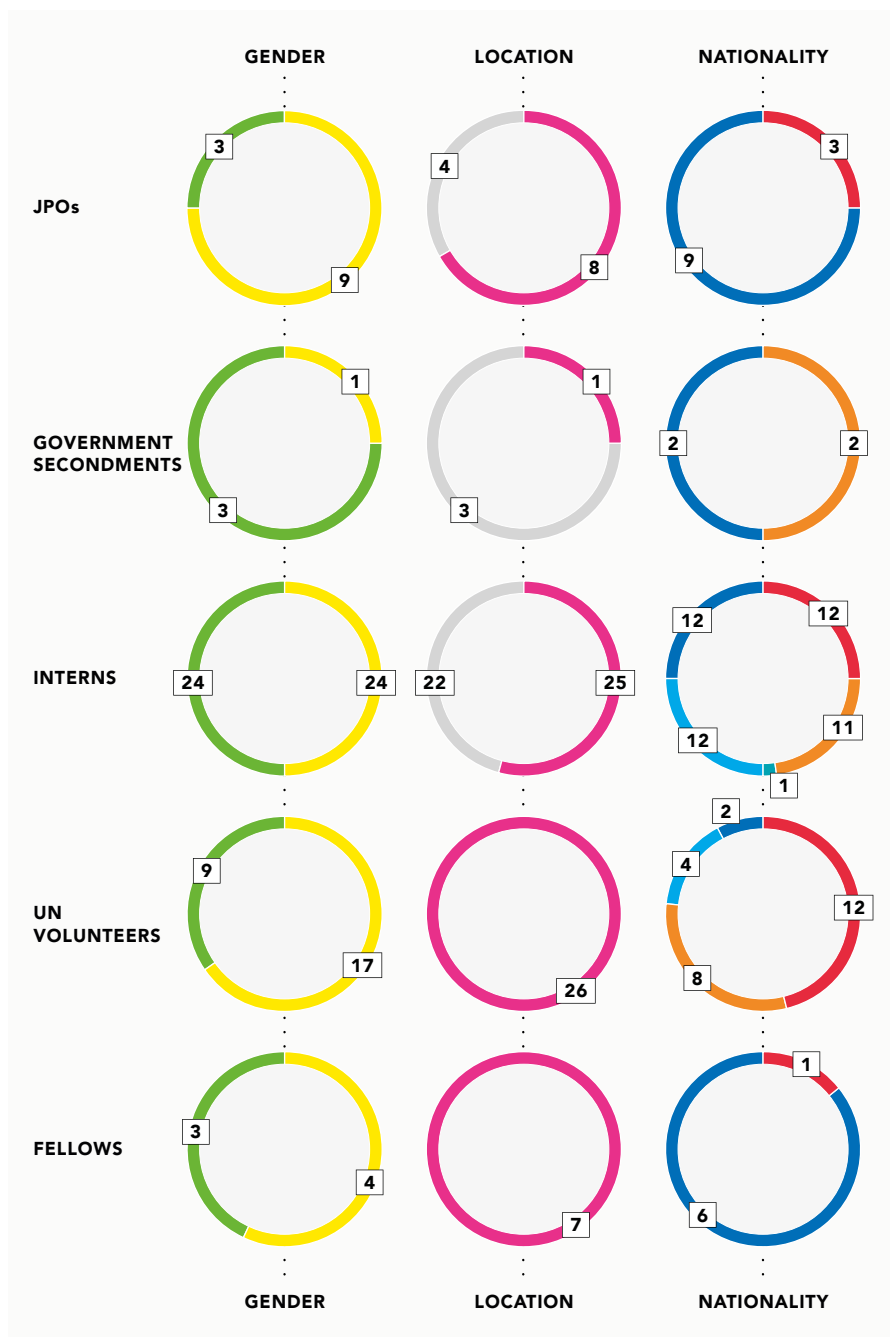 GENDER
LOCATION
NATIONALITY
JPOs
3
9
4
8
3
9
GOVERNMENT
SECONDMENTS
1
3
1
3
2
2
INTERNS
24
24
22
25
12
12
12
11
1
UN
VOLUNTEERS
9
17
26
2
4
12
8
FELLOWS
3
4
7
1
6
GENDER
LOCATION
NATIONALITY